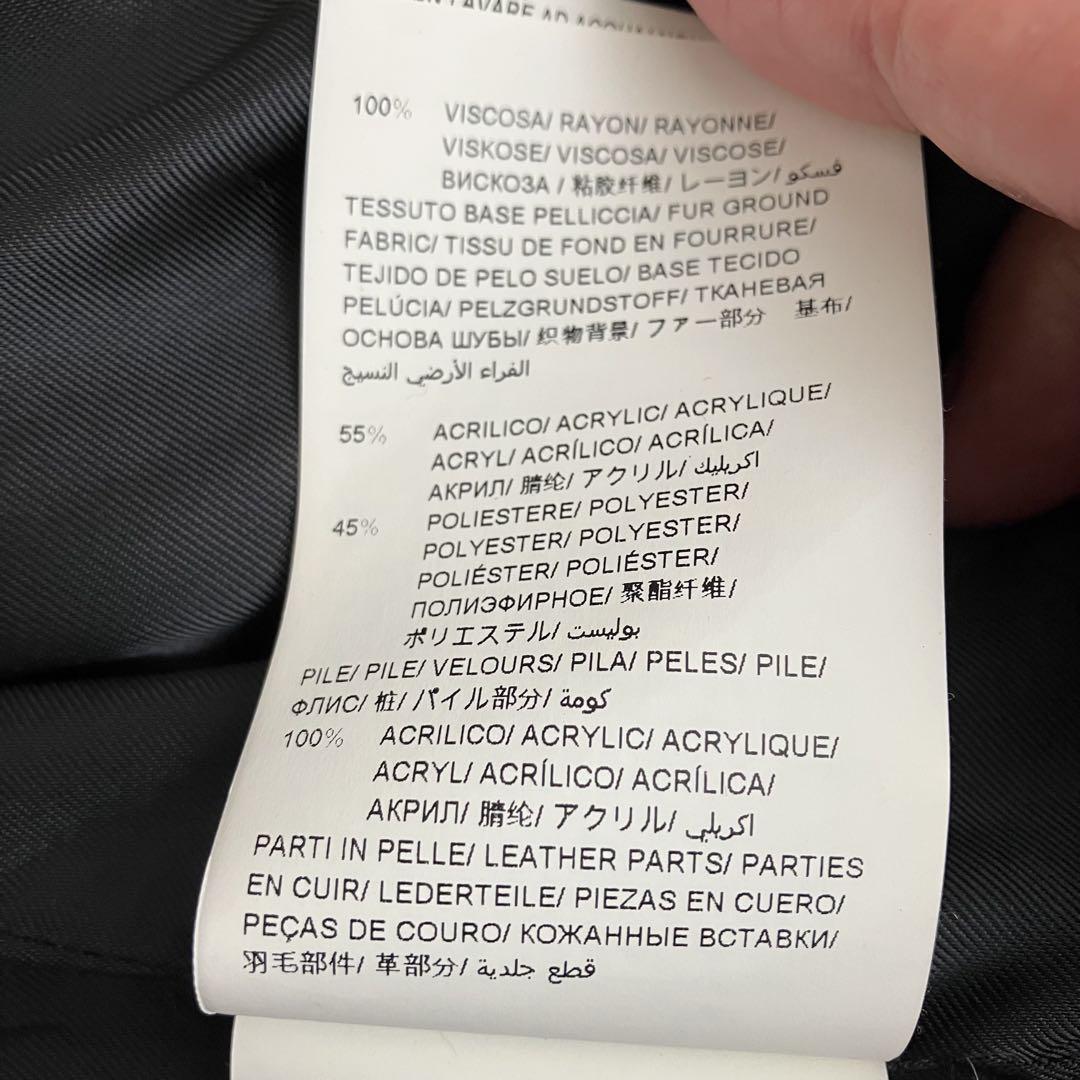 LAVARE AD
100% VISCOSA/ RAYON/ RAYONNE/
VISKOSE/ VISCOSA/ VISCOSE/
ВИСКОЗА / 粘胶纤维/ レーヨン/ فسكو
TESSUTO BASE PELLICCIA/ FUR GROUND
FABRIC/ TISSU DE FOND EN FOURRURE/
TEJIDO DE PELO SUELO/ BASE TECIDO
PELÚCIA/ PELZGRUNDSTOFF/ ТКАНЕВАЯ
ОСНОВА ШУБЫ/ 织物背景/ ファー部分 基布/
الفراء الأرضي النسيج
55% ACRILICO/ ACRYLIC/ ACRYLIQUE/
ACRYL/ ACRÍLICO/ ACRÍLICA/
АКРИЛ/ 腈纶/ アクリル/ اكريليك
45% POLIESTERE/ POLYESTER/
POLYESTER/ POLYESTER/
POLIÉSTER/ POLIÉSTER/
ПОЛИЭФИРНОЕ/ 聚酯纤维/
ポリエステル/ بوليست
PILE/ PILE/ VELOURS/ PILA/ PELES/ PILE/
ФЛИС/ 桩/ パイル部分/ كومة
100% ACRILICO/ ACRYLIC/ ACRYLIQUE/
ACRYL/ ACRÍLICO/ ACRÍLICA/
АКРИЛ/ 腈纶/ アクリル/ اكريلي
PARTI IN PELLE/ LEATHER PARTS/ PARTIES
EN CUIR/ LEDERTEILE/ PIEZAS EN CUERO/
PEÇAS DE COURO/ КОЖАННЫЕ ВСТАВКИ/
羽毛部件/ 革部分/ قطع جلدية